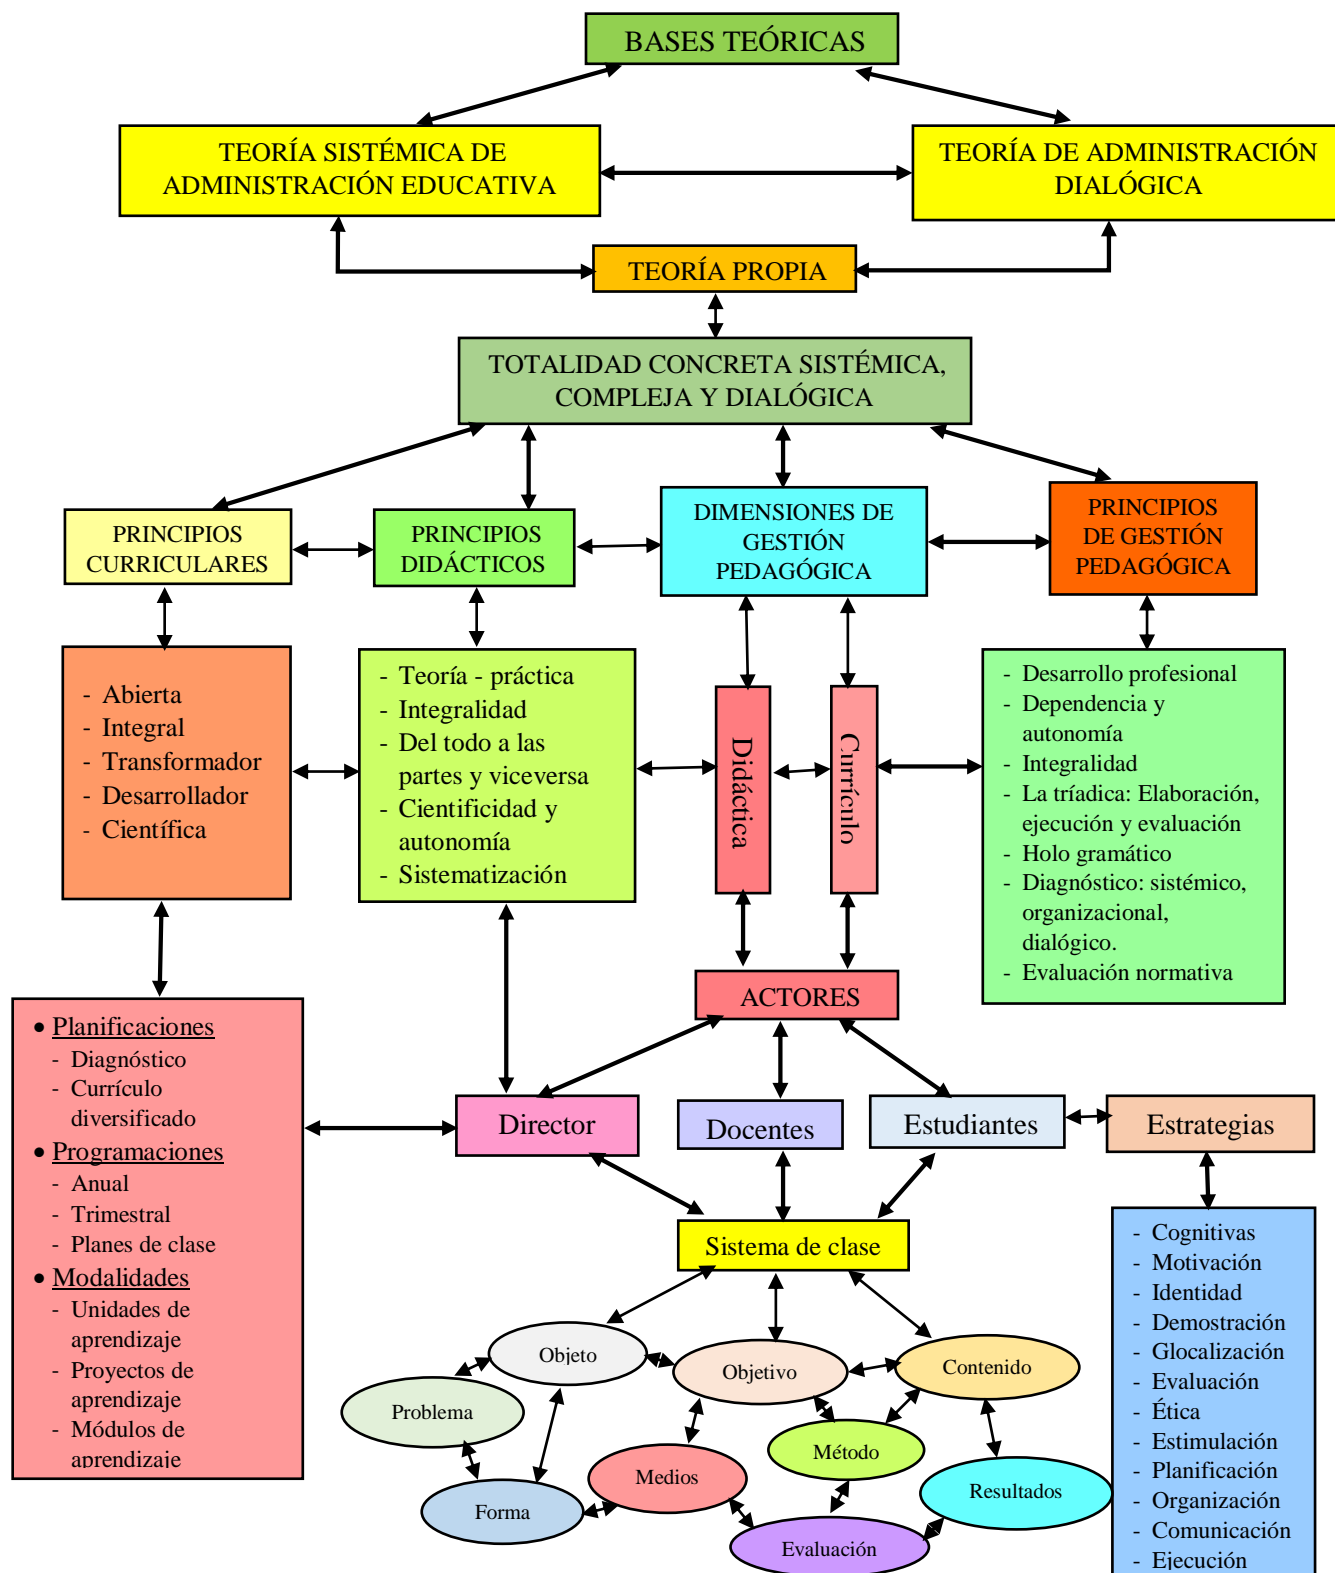 BASES TEÓRICAS
TEORÍA SISTÉMICA DE
ADMINISTRACIÓN EDUCATIVA
TEORÍA DE ADMINISTRACIÓN
DIALÓGICA
TEORÍA PROPIA
TOTALIDAD CONCRETA SISTÉMICA,
COMPLEJA Y DIALÓGICA
PRINCIPIOS
CURRICULARES
PRINCIPIOS
DIDÁCTICOS
DIMENSIONES DE
GESTIÓN
PEDAGÓGICA
PRINCIPIOS
DE GESTIÓN
PEDAGÓGICA
- Abierta
- Integral
- Transformador
- Desarrollador
- Científica
- Teoría - práctica
- Integralidad
- Del todo a las
partes y viceversa
- Cientificidad y
autonomía
- Sistematización
Didáctica
Currículo
- Desarrollo profesional
- Dependencia y
autonomía
- Integralidad
- La tríadica: Elaboración,
ejecución y evaluación
- Holo gramático
- Diagnóstico: sistémico,
organizacional,
dialógico.
- Evaluación normativa
ACTORES
• Planificaciones
- Diagnóstico
- Currículo
diversificado
• Programaciones
- Anual
- Trimestral
- Planes de clase
• Modalidades
- Unidades de
aprendizaje
- Proyectos de
aprendizaje
- Módulos de
aprendizaje
Director
Docentes
Estudiantes
Estrategias
Sistema de clase
- Cognitivas
- Motivación
- Identidad
- Demostración
- Glocalización
- Evaluación
- Ética
- Estimulación
- Planificación
- Organización
- Comunicación
- Ejecución
Objeto
Objetivo
Contenido
Problema
Método
Medios
Resultados
Forma
Evaluación